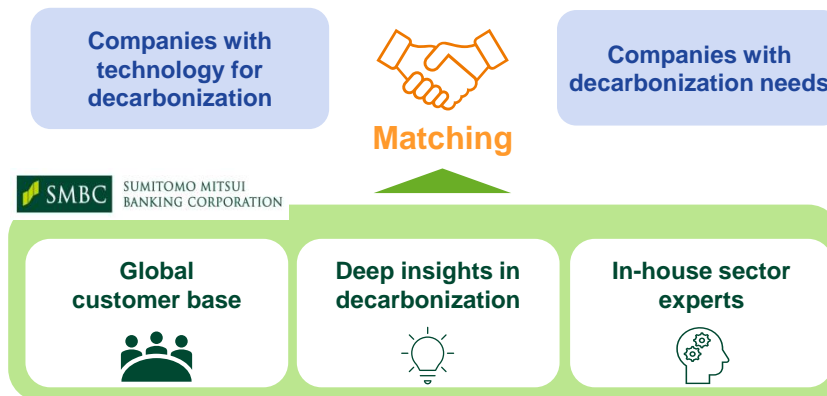 Companies with
technology for
decarbonization
Companies with
decarbonization needs
Matching
SMBC
SUMITOMO MITSUI
BANKING CORPORATION
Global
customer base
Deep insights in
decarbonization
In-house sector
experts